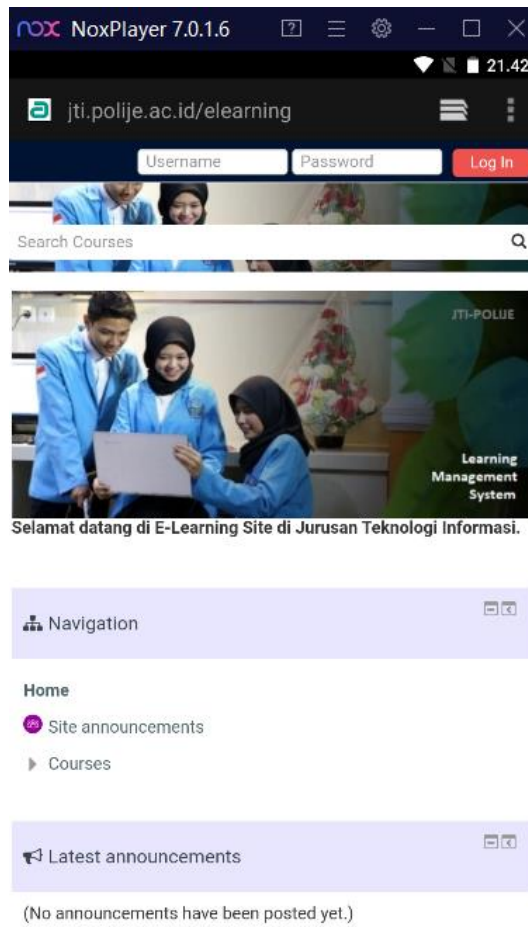 nox NoxPlayer 7.0.1.6
21.42
jti.polije.ac.id/elearning
Username Password Log In
Search Courses
JTI-POLIJE
Learning
Management
System
Selamat datang di E-Learning Site di Jurusan Teknologi Informasi.
Navigation
Home
Site announcements
Courses
Latest announcements
(No announcements have been posted yet.)